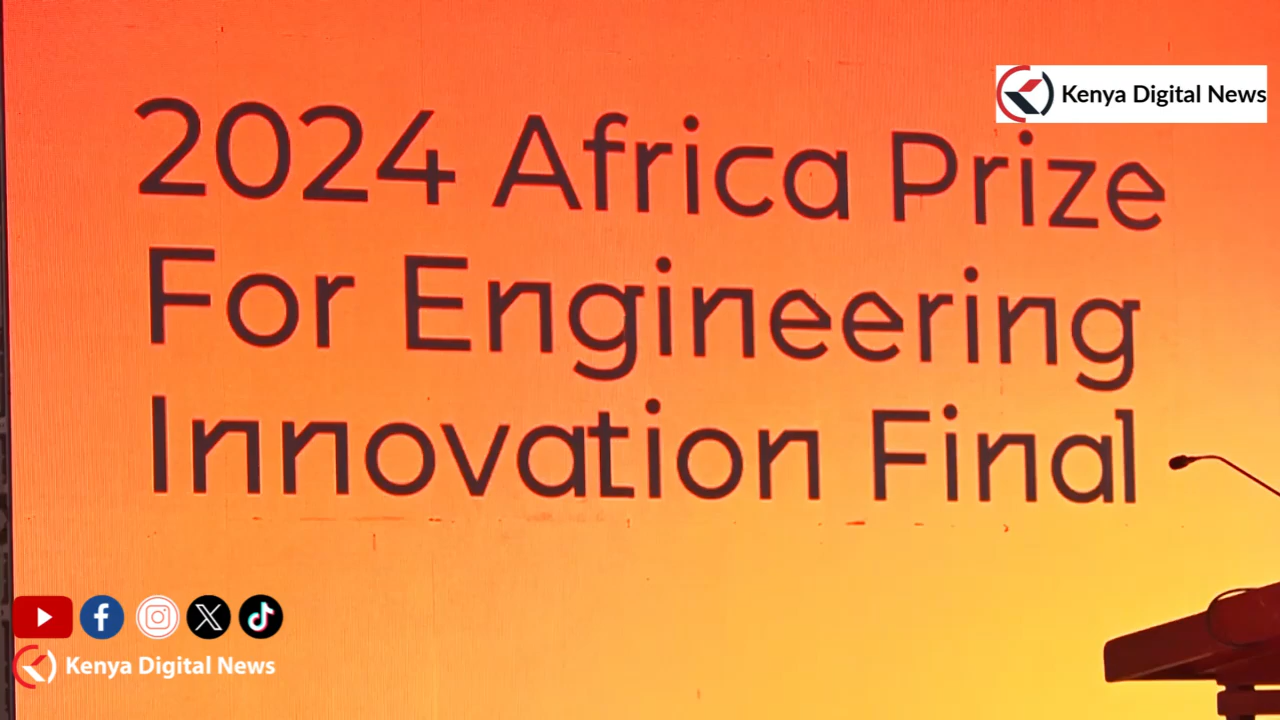 Kenya Digital News
2024 Africa Prize
For Engineering
Innovation Final
Kenya Digital News